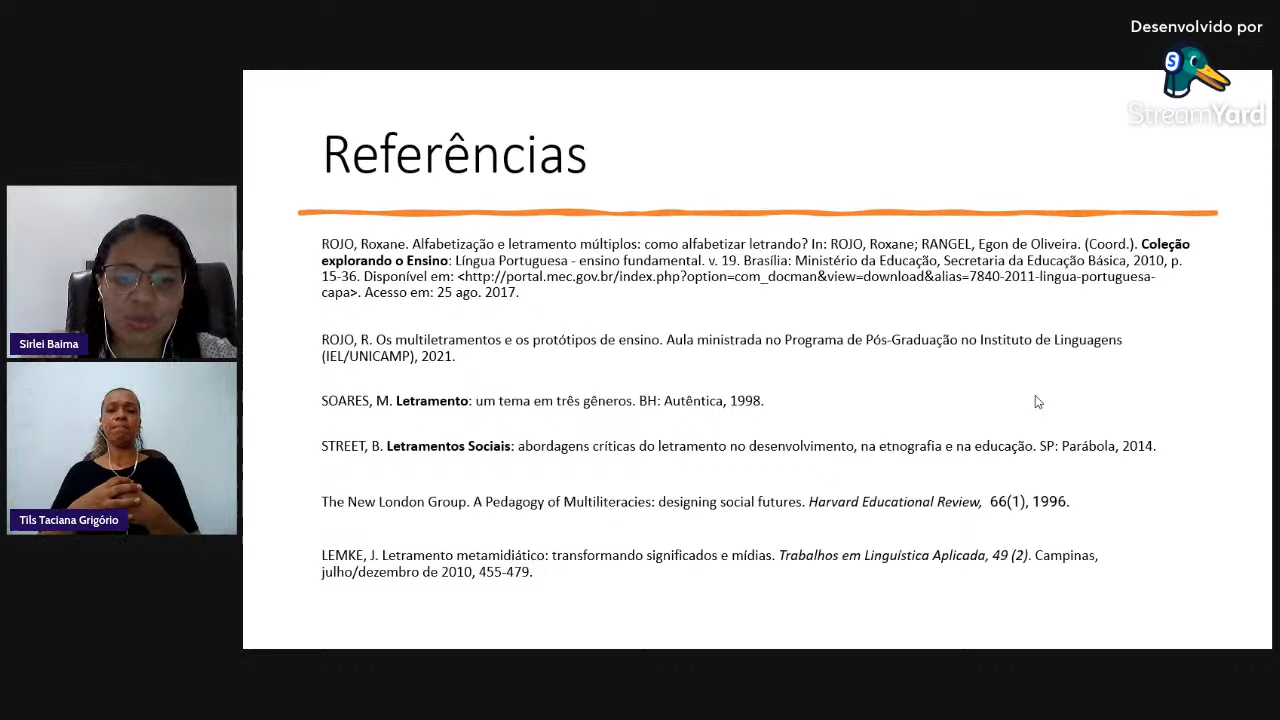 Desenvolvido por
StreamYard
Referências
ROJO, Roxane. Alfabetização e letramento múltiplos: como alfabetizar letrando? In: ROJO, Roxane; RANGEL, Egon de Oliveira. (Coord.). Coleção
explorando o Ensino: Língua Portuguesa - ensino fundamental. v. 19. Brasília: Ministério da Educação, Secretaria da Educação Básica, 2010, p.
15-36. Disponível em: <http://portal.mec.gov.br/index.php?option=com_docman&view=download&alias=7840-2011-lingua-portuguesa-
capa>. Acesso em: 25 ago. 2017.
ROJO, R. Os multiletramentos e os protótipos de ensino. Aula ministrada no Programa de Pós-Graduação no Instituto de Linguagens
(IEL/UNICAMP), 2021.
SOARES, M. Letramento: um tema em três gêneros. BH: Autêntica, 1998.
STREET, B. Letramentos Sociais: abordagens críticas do letramento no desenvolvimento, na etnografia e na educação. SP: Parábola, 2014.
The New London Group. A Pedagogy of Multiliteracies: designing social futures. Harvard Educational Review, 66(1), 1996.
LEMKE, J. Letramento metamidiático: transformando significados e mídias. Trabalhos em Linguística Aplicada, 49 (2). Campinas,
julho/dezembro de 2010, 455-479.
Sirlei Baima
Tils Taciana Grigório